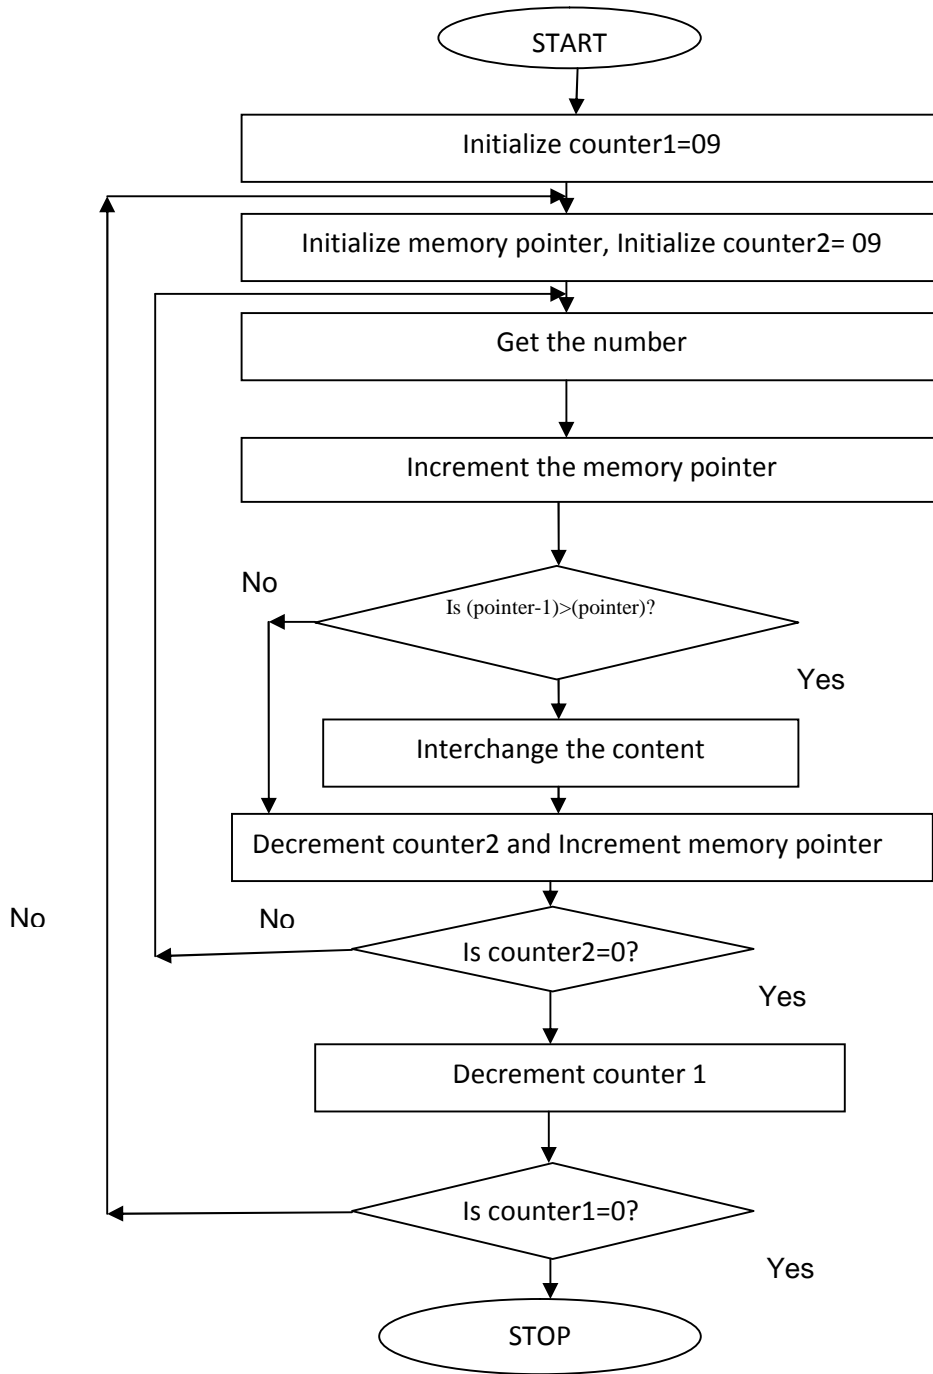 START
Initialize counter1=09
Initialize memory pointer, Initialize counter2= 09
Get the number
Increment the memory pointer
No
Is (pointer-1)>(pointer)?
Yes
Interchange the content
Decrement counter2 and Increment memory pointer
No
No
Is counter2=0?
Yes
Decrement counter 1
Is counter1=0?
Yes
STOP